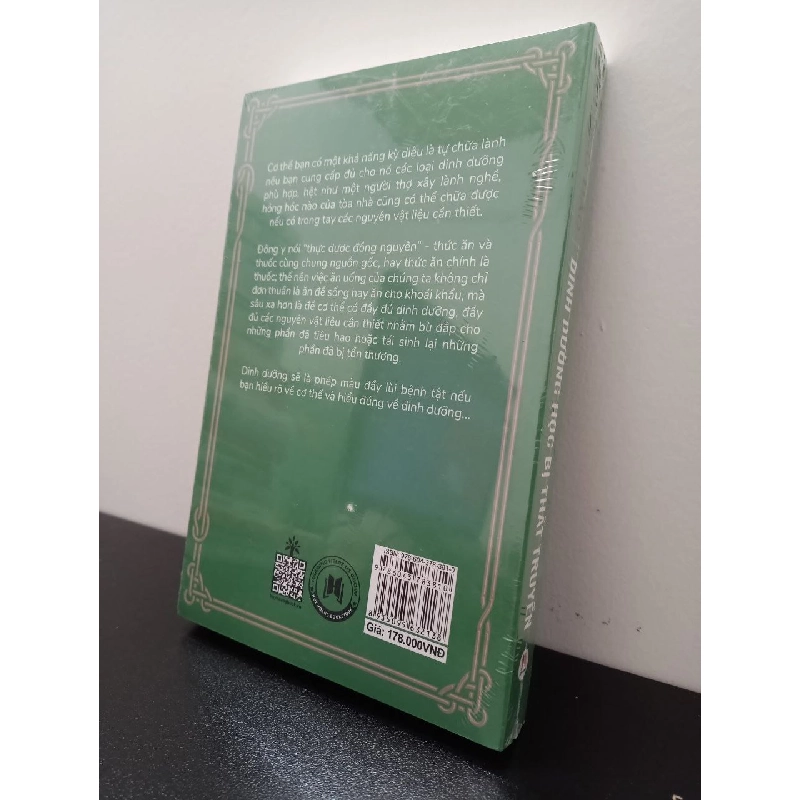 Cơ thể bạn có một khả năng kỳ diệu là tự chữa lành
nếu bạn cung cấp đủ cho nó các loại dinh dưỡng
phù hợp, hệt như một người thợ xây lành nghề,
hỏng hóc nào của tòa nhà cũng có thể chữa được
nếu có trong tay các nguyên vật liệu cần thiết.
Đông y nói "thực dược đồng nguyên" - thức ăn và
thuốc cùng chung nguồn gốc, hay thức ăn chính là
thuốc; thế nên việc ăn uống của chúng ta không chỉ
đơn thuần là ăn để sống hay ăn cho khoái khẩu, mà
sâu xa hơn là để cơ thể có đầy đủ dinh dưỡng, đầy
đủ các nguyên vật liệu cần thiết nhằm bù đắp cho
những phần đã tiêu hao hoặc tái sinh lại những
phần đã bị tổn thương.
Dinh dưỡng sẽ là phép màu đẩy lùi bệnh tật nếu
bạn hiểu rõ về cơ thể và hiểu đúng về dinh dưỡng...
Giá: 178.000VNĐ
DINH DƯỠNG HỌC BỊ THẤT TRUYỀN